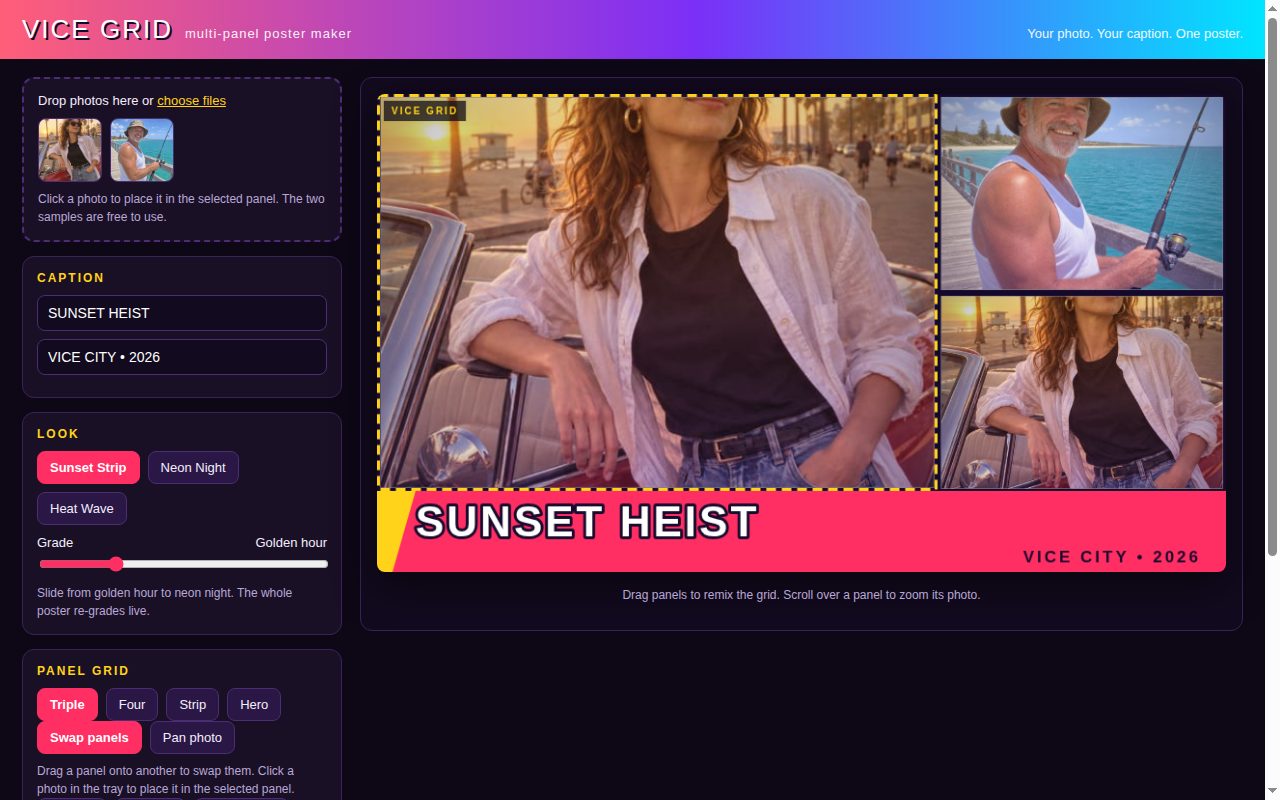 VICE GRID multi-panel poster maker
Your photo. Your caption. One poster.
Drop photos here or choose files
Click a photo to place it in the selected panel. The two
samples are free to use.
CAPTION
SUNSET HEIST
VICE CITY • 2026
LOOK
Sunset Strip
Neon Night
Heat Wave
Grade
Golden hour
Slide from golden hour to neon night. The whole
poster re-grades live.
PANEL GRID
Triple
Four
Strip
Hero
Swap panels
Pan photo
Drag a panel onto another to swap them. Click a
photo in the tray to place it in the selected panel.
VICE GRID
SUNSET HEIST
VICE CITY • 2026
Drag panels to remix the grid. Scroll over a panel to zoom its photo.